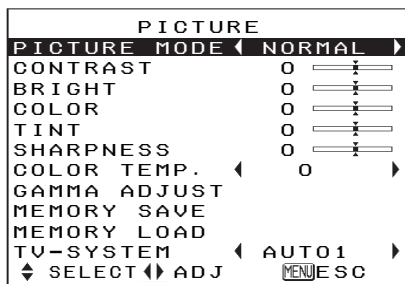 PICTURE
PICTURE MODE NORMAL
CONTRAST 0
BRIGHT 0
COLOR 0
TINT 0
SHARPNESS 0
COLOR TEMP. 0
GAMMA ADJUST
MEMORY SAVE
MEMORY LOAD
TV-SYSTEM AUTO1
SELECT ADJ MENU ESC